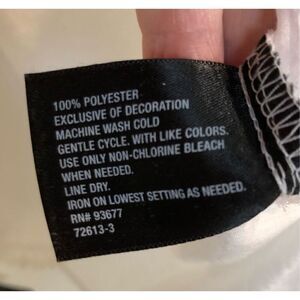 100% POLYESTER
EXCLUSIVE OF DECORATION
MACHINE WASH COLD
GENTLE CYCLE. WITH LIKE COLORS.
USE ONLY NON-CHLORINE BLEACH
WHEN NEEDED.
LINE DRY.
IRON ON LOWEST SETTING AS NEEDED.
RN# 93677
72613-3